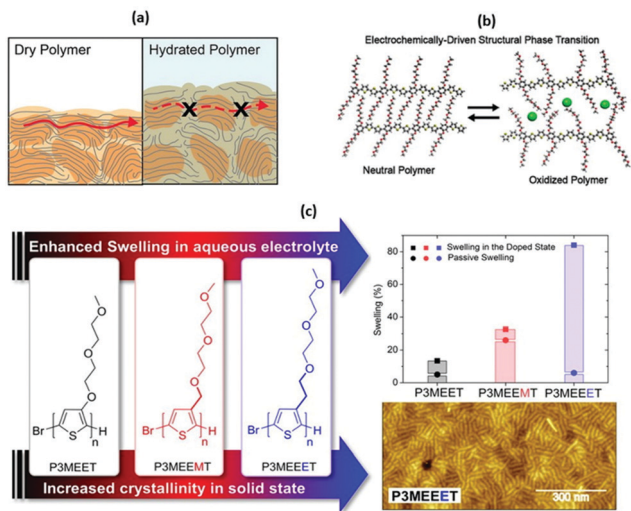 (a)
Dry Polymer
Hydrated Polymer
X
X
(b)
Electrochemically-Driven Structural Phase Transition
Neutral Polymer
Oxidized Polymer
(c)
Enhanced Swelling in aqueous electrolyte
O
O
O
O
Br
S
H
n
P3MEET
O
O
O
O
Br
S
H
n
P3MEEMT
O
O
O
O
Br
S
H
n
P3MEEET
Increased crystallinity in solid state
Swelling (%)
80
60
40
20
0
Swelling in the Doped State
Passive Swelling
P3MEET
P3MEEMT
P3MEEET
P3MEEET
300 nm